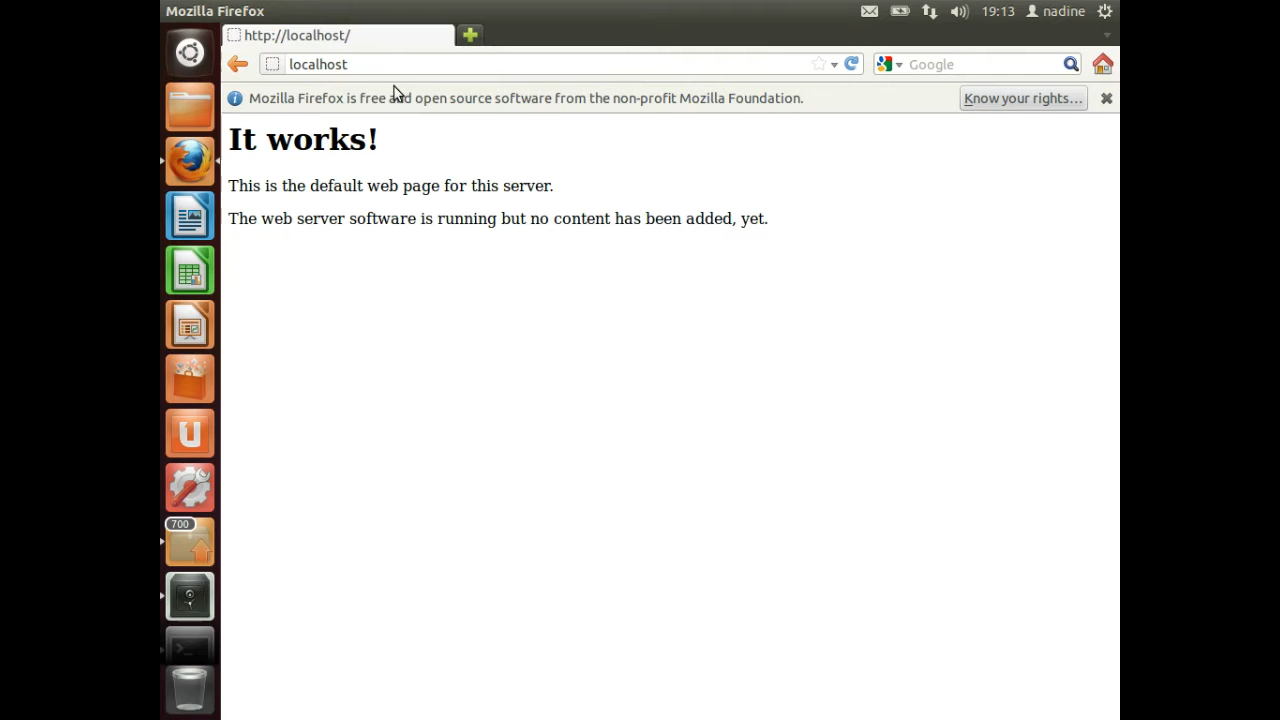 Mozilla Firefox
19:13 nadine
http://localhost/
localhost
Google
Mozilla Firefox is free and open source software from the non-profit Mozilla Foundation.
Know your rights...
It works!
This is the default web page for this server.
The web server software is running but no content has been added, yet.
U
700
>_